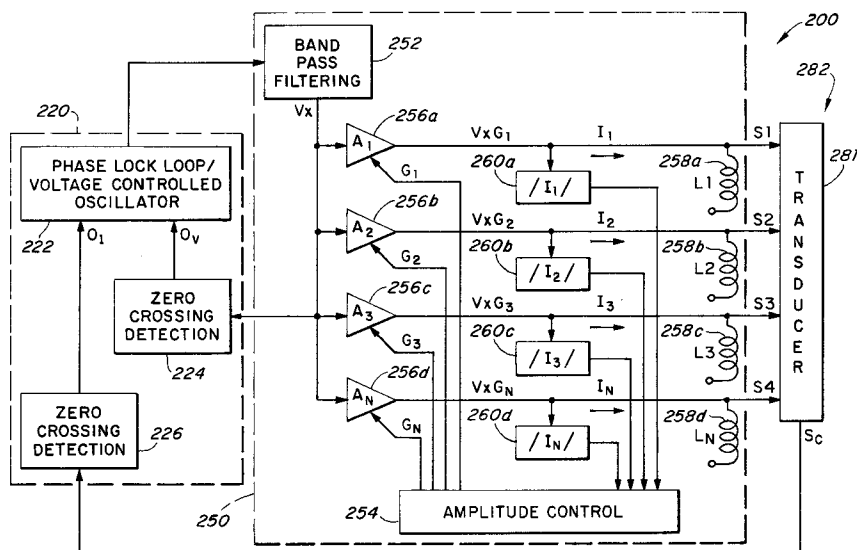 BAND
PASS
FILTERING
252
200
282
220
Vx
256a
PHASE LOCK LOOP/
VOLTAGE CONTROLLED
OSCILLATOR
222
A1
VxG1
I1
S1
281
260a
/I1/
258a
L1
G1
256b
O1
OV
A2
VxG2
I2
S2
260b
/I2/
258b
L2
G2
ZERO
CROSSING
DETECTION
224
256c
A3
VxG3
I3
S3
260c
/I3/
258c
L3
G3
TRANSDUCER
256d
ZERO
CROSSING
DETECTION
226
AN
VxGN
IN
S4
260d
/IN/
258d
LN
GN
SC
250
254
AMPLITUDE CONTROL